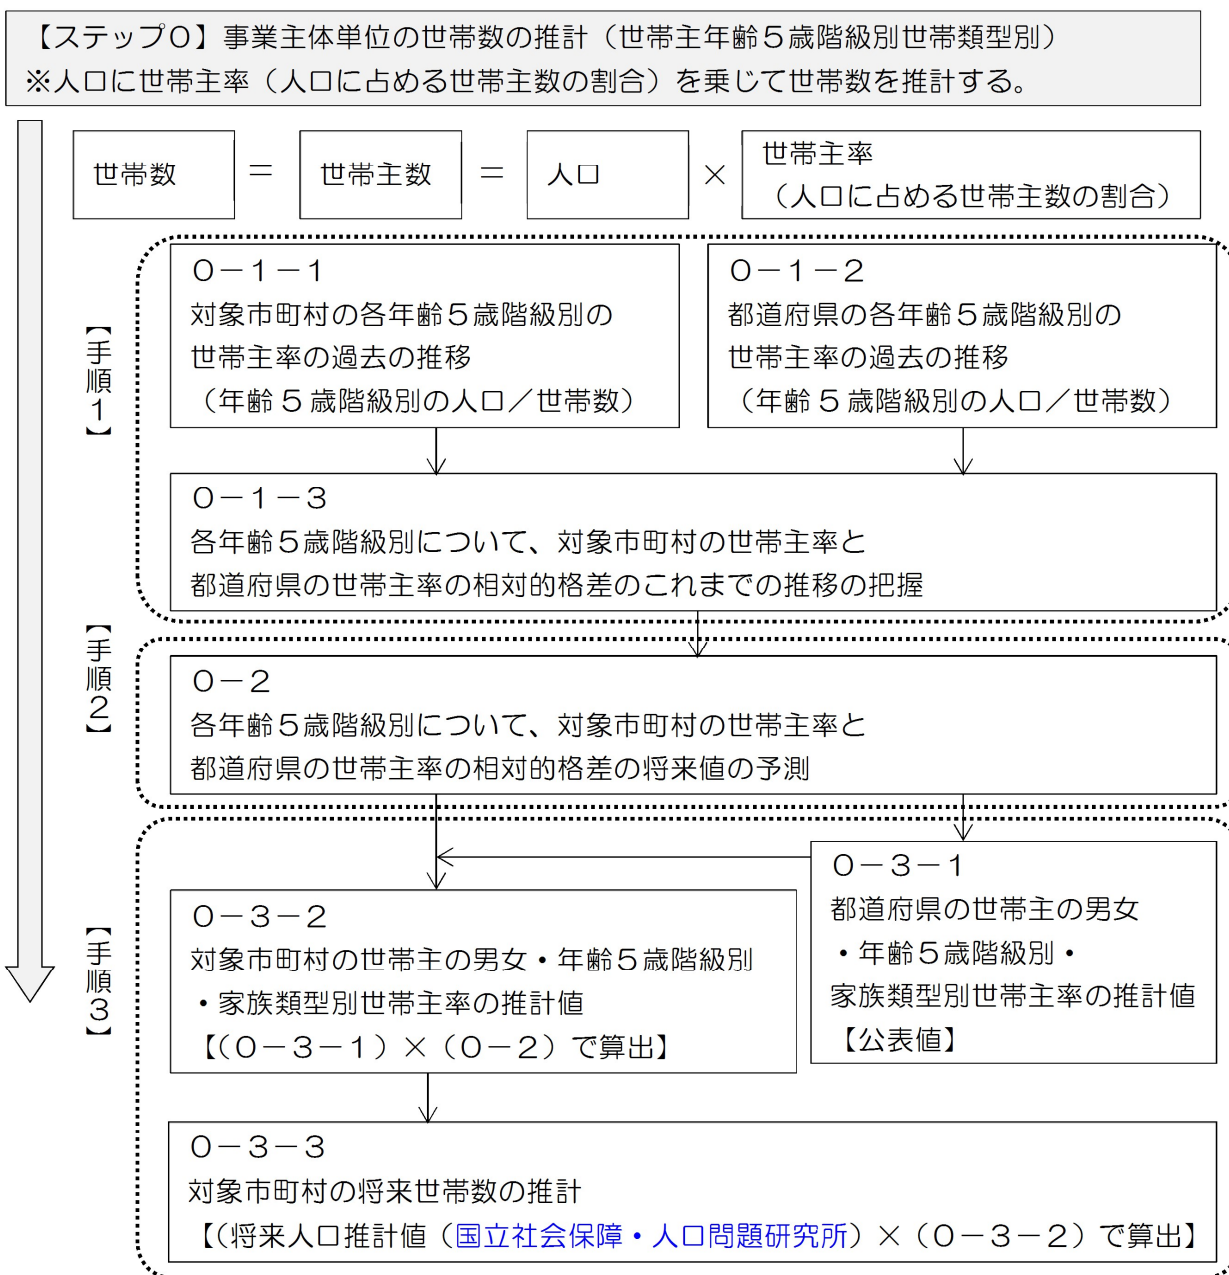 【ステップ０】事業主体単位の世帯数の推計（世帯主年齢５歳階級別世帯類型別）
※人口に世帯主率（人口に占める世帯主数の割合）を乗じて世帯数を推計する。
世帯数 ＝ 世帯主数 ＝ 人口 × 世帯主率
（人口に占める世帯主数の割合）
【手順１】
０－１－１
対象市町村の各年齢５歳階級別の
世帯主率の過去の推移
（年齢５歳階級別の人口／世帯数）
０－１－２
都道府県の各年齢５歳階級別の
世帯主率の過去の推移
（年齢５歳階級別の人口／世帯数）
０－１－３
各年齢５歳階級別について、対象市町村の世帯主率と
都道府県の世帯主率の相対的格差のこれまでの推移の把握
【手順２】
０－２
各年齢５歳階級別について、対象市町村の世帯主率と
都道府県の世帯主率の相対的格差の将来値の予測
【手順３】
０－３－１
都道府県の世帯主の男女
・年齢５歳階級別・
家族類型別世帯主率の推計値
【公表値】
０－３－２
対象市町村の世帯主の男女・年齢５歳階級別
・家族類型別世帯主率の推計値
【（０－３－１）×（０－２）で算出】
０－３－３
対象市町村の将来世帯数の推計
【（将来人口推計値（国立社会保障・人口問題研究所）×（０－３－２）で算出】